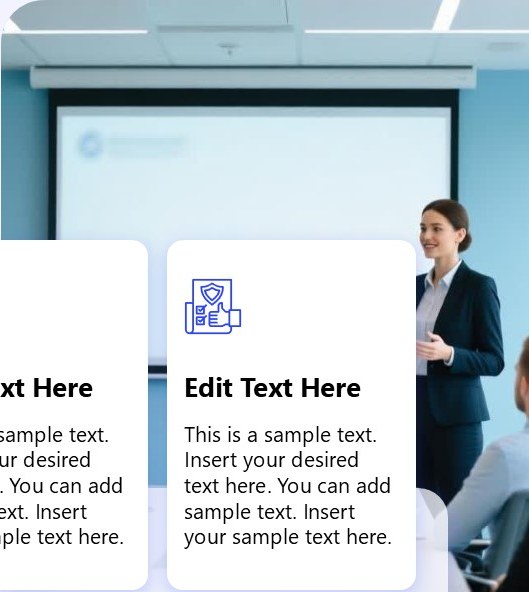 xt Here
sample text.
ur desired
. You can add
ext. Insert
ple text here.
Edit Text Here
This is a sample text.
Insert your desired
text here. You can add
sample text. Insert
your sample text here.